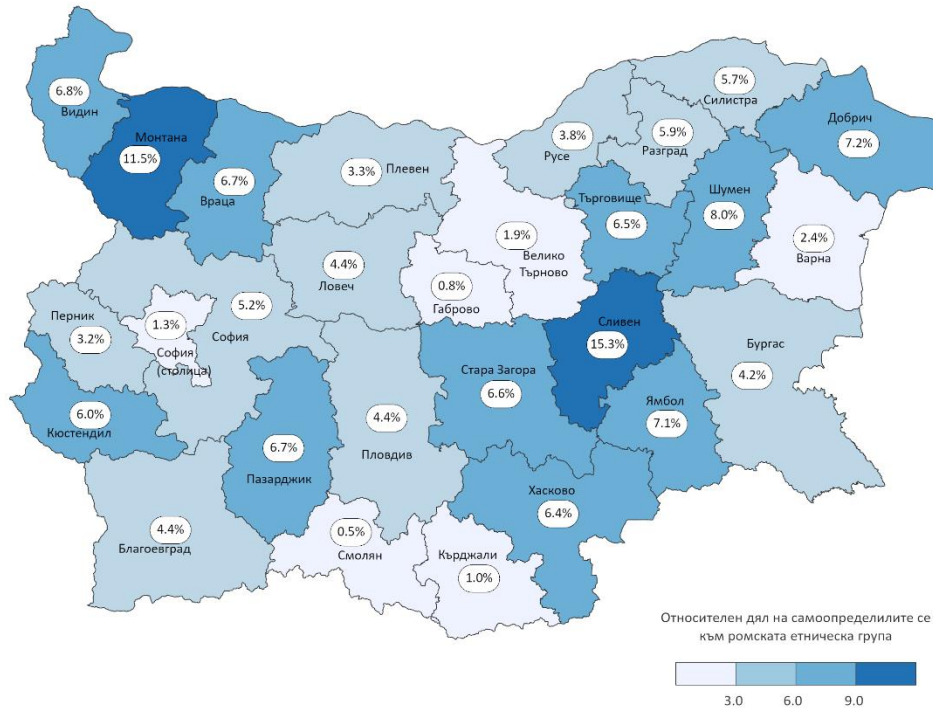 5.7%
Силистра
6.8%
Видин
Добрич
7.2%
Монтана
11.5%
3.8%
Русе
5.9%
Разград
3.3%
Плевен
6.7%
Враца
Шумен
8.0%
Търговище
6.5%
1.9%
Велико
Търново
2.4%
Варна
4.4%
Ловеч
0.8%
Габрово
5.2%
София
Перник
3.2%
1.3%
София
(столица)
Сливен
15.3%
Бургас
4.2%
Стара Загора
6.6%
Ямбол
7.1%
6.0%
Кюстендил
4.4%
Пловдив
6.7%
Пазарджик
Хасково
6.4%
4.4%
Благоевград
0.5%
Смолян
Кърджали
1.0%
Относителен дял на самоопределилите се
към ромската етническа група
3.0 6.0 9.0